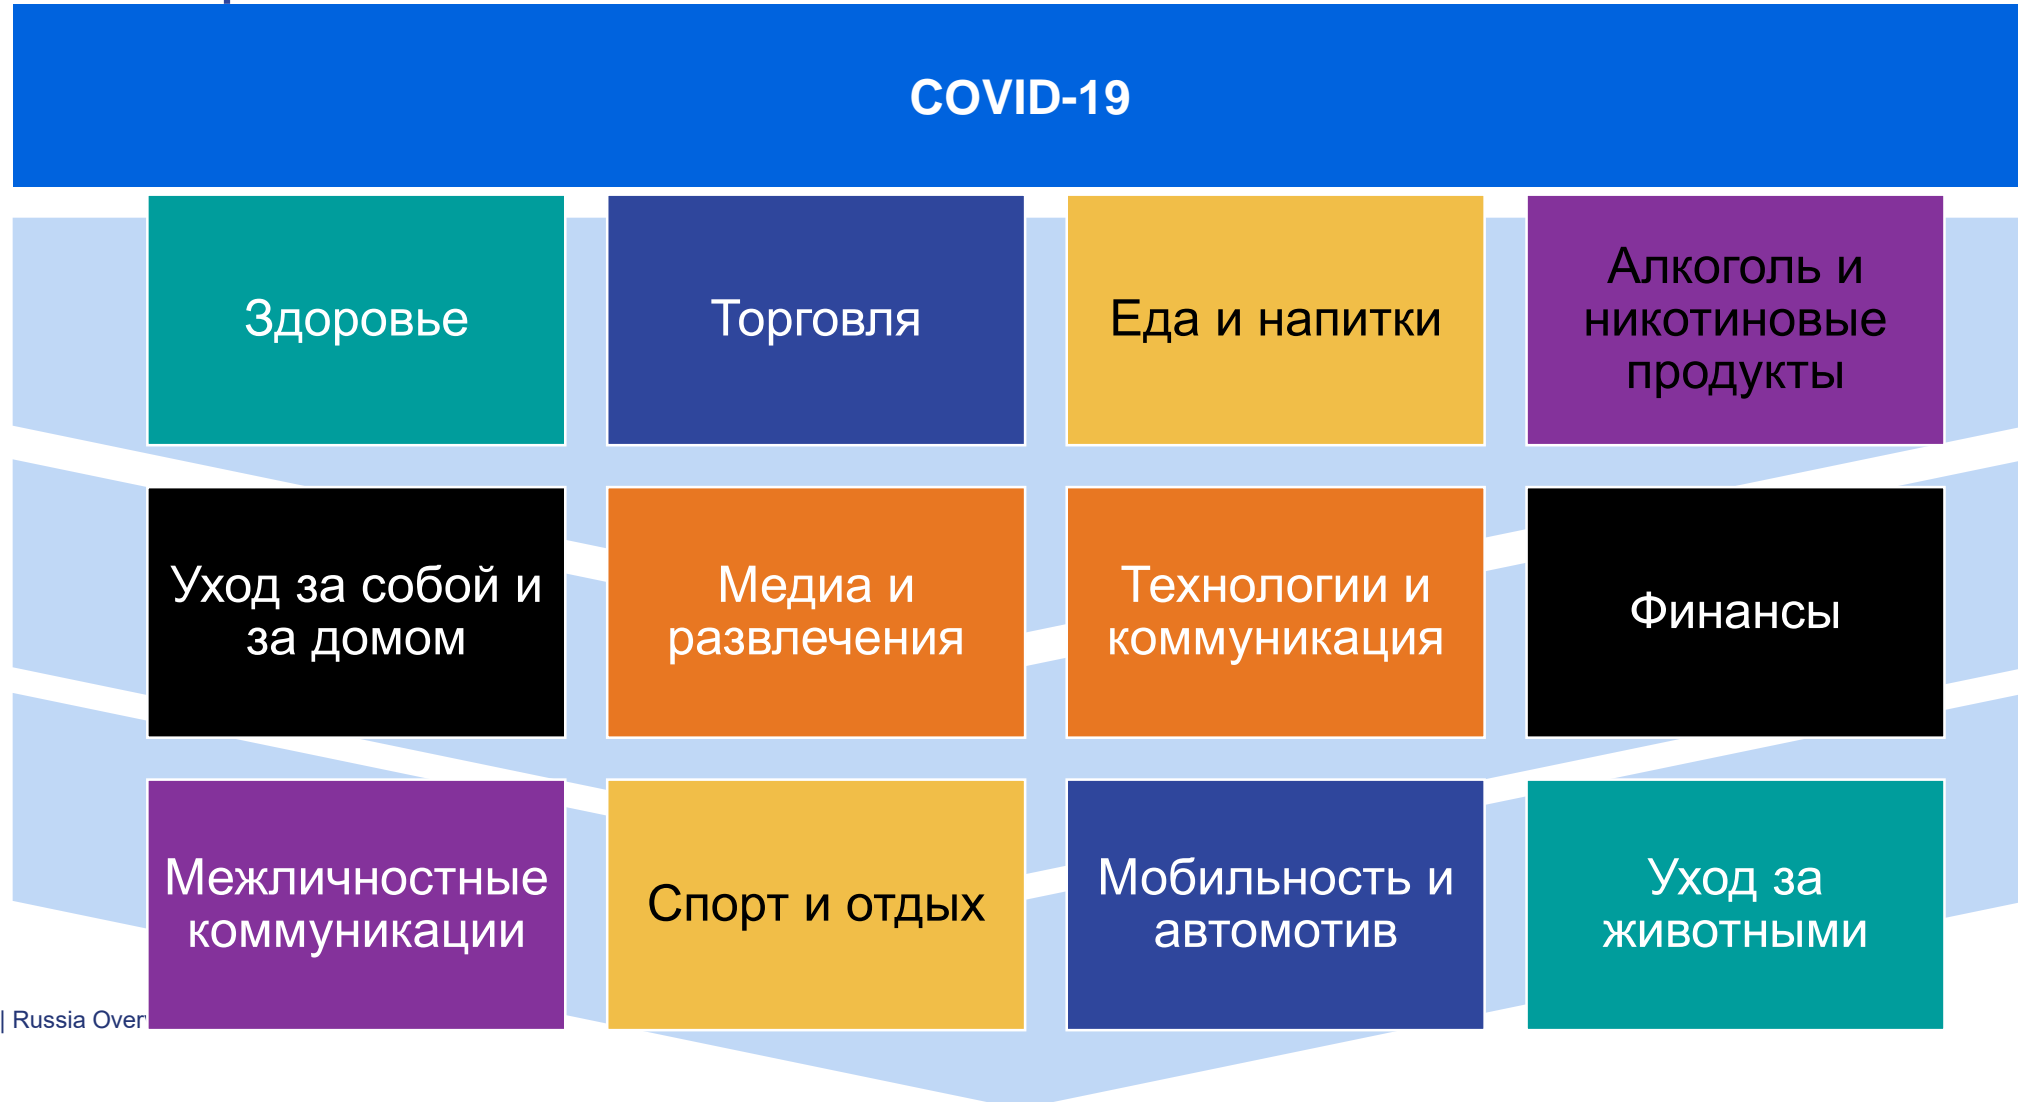 COVID-19
Здоровье
Торговля
Еда и напитки
Алкоголь и
никотиновые
продукты
Уход за собой и
за домом
Медиа и
развлечения
Технологии и
коммуникация
Финансы
Межличностные
коммуникации
Спорт и отдых
Мобильность и
автомотив
Уход за
животными
| Russia